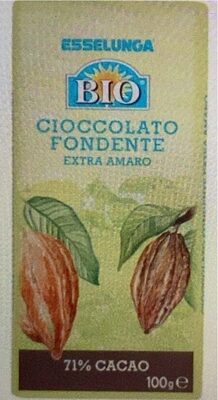 ESSELUNGA
BIO
CIOCCOLATO
FONDENTE
EXTRA AMARO
71% CACAO
100g ℮